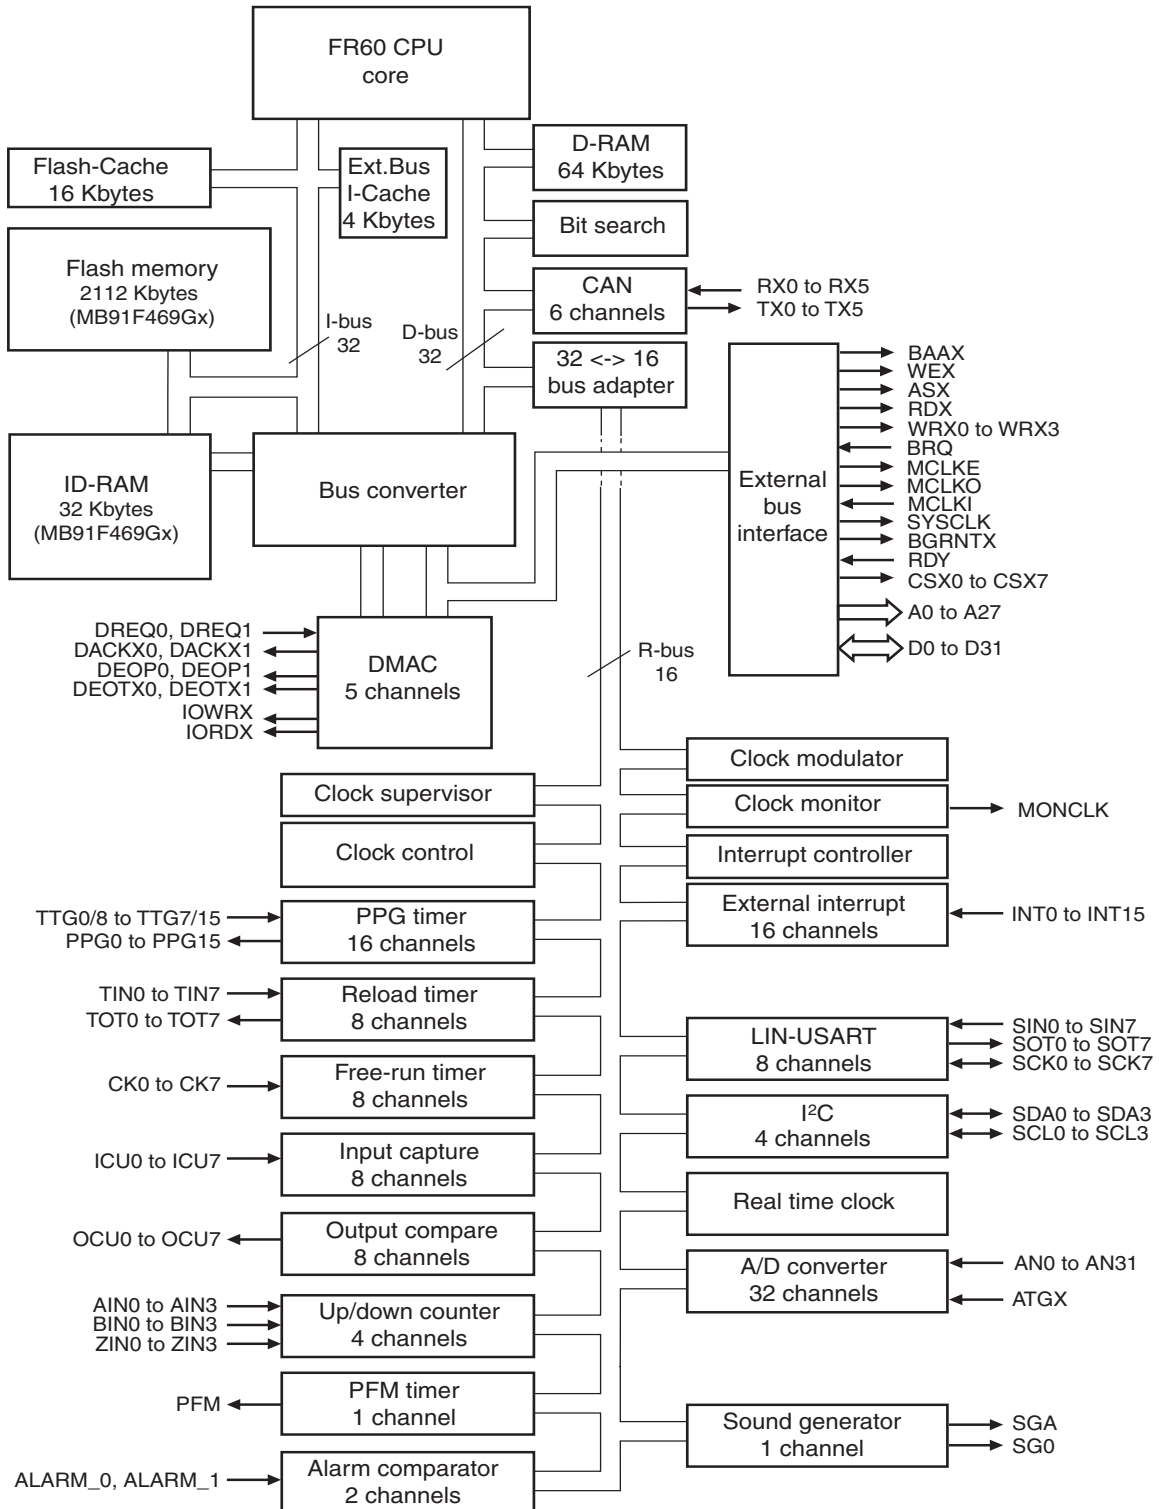 FR60 CPU
core
Flash-Cache
16 Kbytes
Ext.Bus
I-Cache
4 Kbytes
D-RAM
64 Kbytes
Bit search
Flash memory
2112 Kbytes
(MB91F469Gx)
CAN
6 channels
RX0 to RX5
TX0 to TX5
I-bus
32
D-bus
32
32 <-> 16
bus adapter
ID-RAM
32 Kbytes
(MB91F469Gx)
Bus converter
External
bus
interface
BAAX
WEX
ASX
RDX
WRX0 to WRX3
BRQ
MCLKE
MCLKO
MCLKI
SYSCLK
BGRNTX
RDY
CSX0 to CSX7
A0 to A27
D0 to D31
DREQ0, DREQ1
DACKX0, DACKX1
DEOP0, DEOP1
DEOTX0, DEOTX1
IOWRX
IORDX
DMAC
5 channels
R-bus
16
Clock modulator
Clock supervisor
Clock monitor
MONCLK
Clock control
Interrupt controller
TTG0/8 to TTG7/15
PPG0 to PPG15
PPG timer
16 channels
External interrupt
16 channels
INT0 to INT15
TIN0 to TIN7
TOT0 to TOT7
Reload timer
8 channels
LIN-USART
8 channels
SIN0 to SIN7
SOT0 to SOT7
SCK0 to SCK7
CK0 to CK7
Free-run timer
8 channels
I²C
4 channels
SDA0 to SDA3
SCL0 to SCL3
ICU0 to ICU7
Input capture
8 channels
Real time clock
OCU0 to OCU7
Output compare
8 channels
A/D converter
32 channels
AN0 to AN31
ATGX
AIN0 to AIN3
BIN0 to BIN3
ZIN0 to ZIN3
Up/down counter
4 channels
PFM
PFM timer
1 channel
Sound generator
1 channel
SGA
SG0
ALARM_0, ALARM_1
Alarm comparator
2 channels